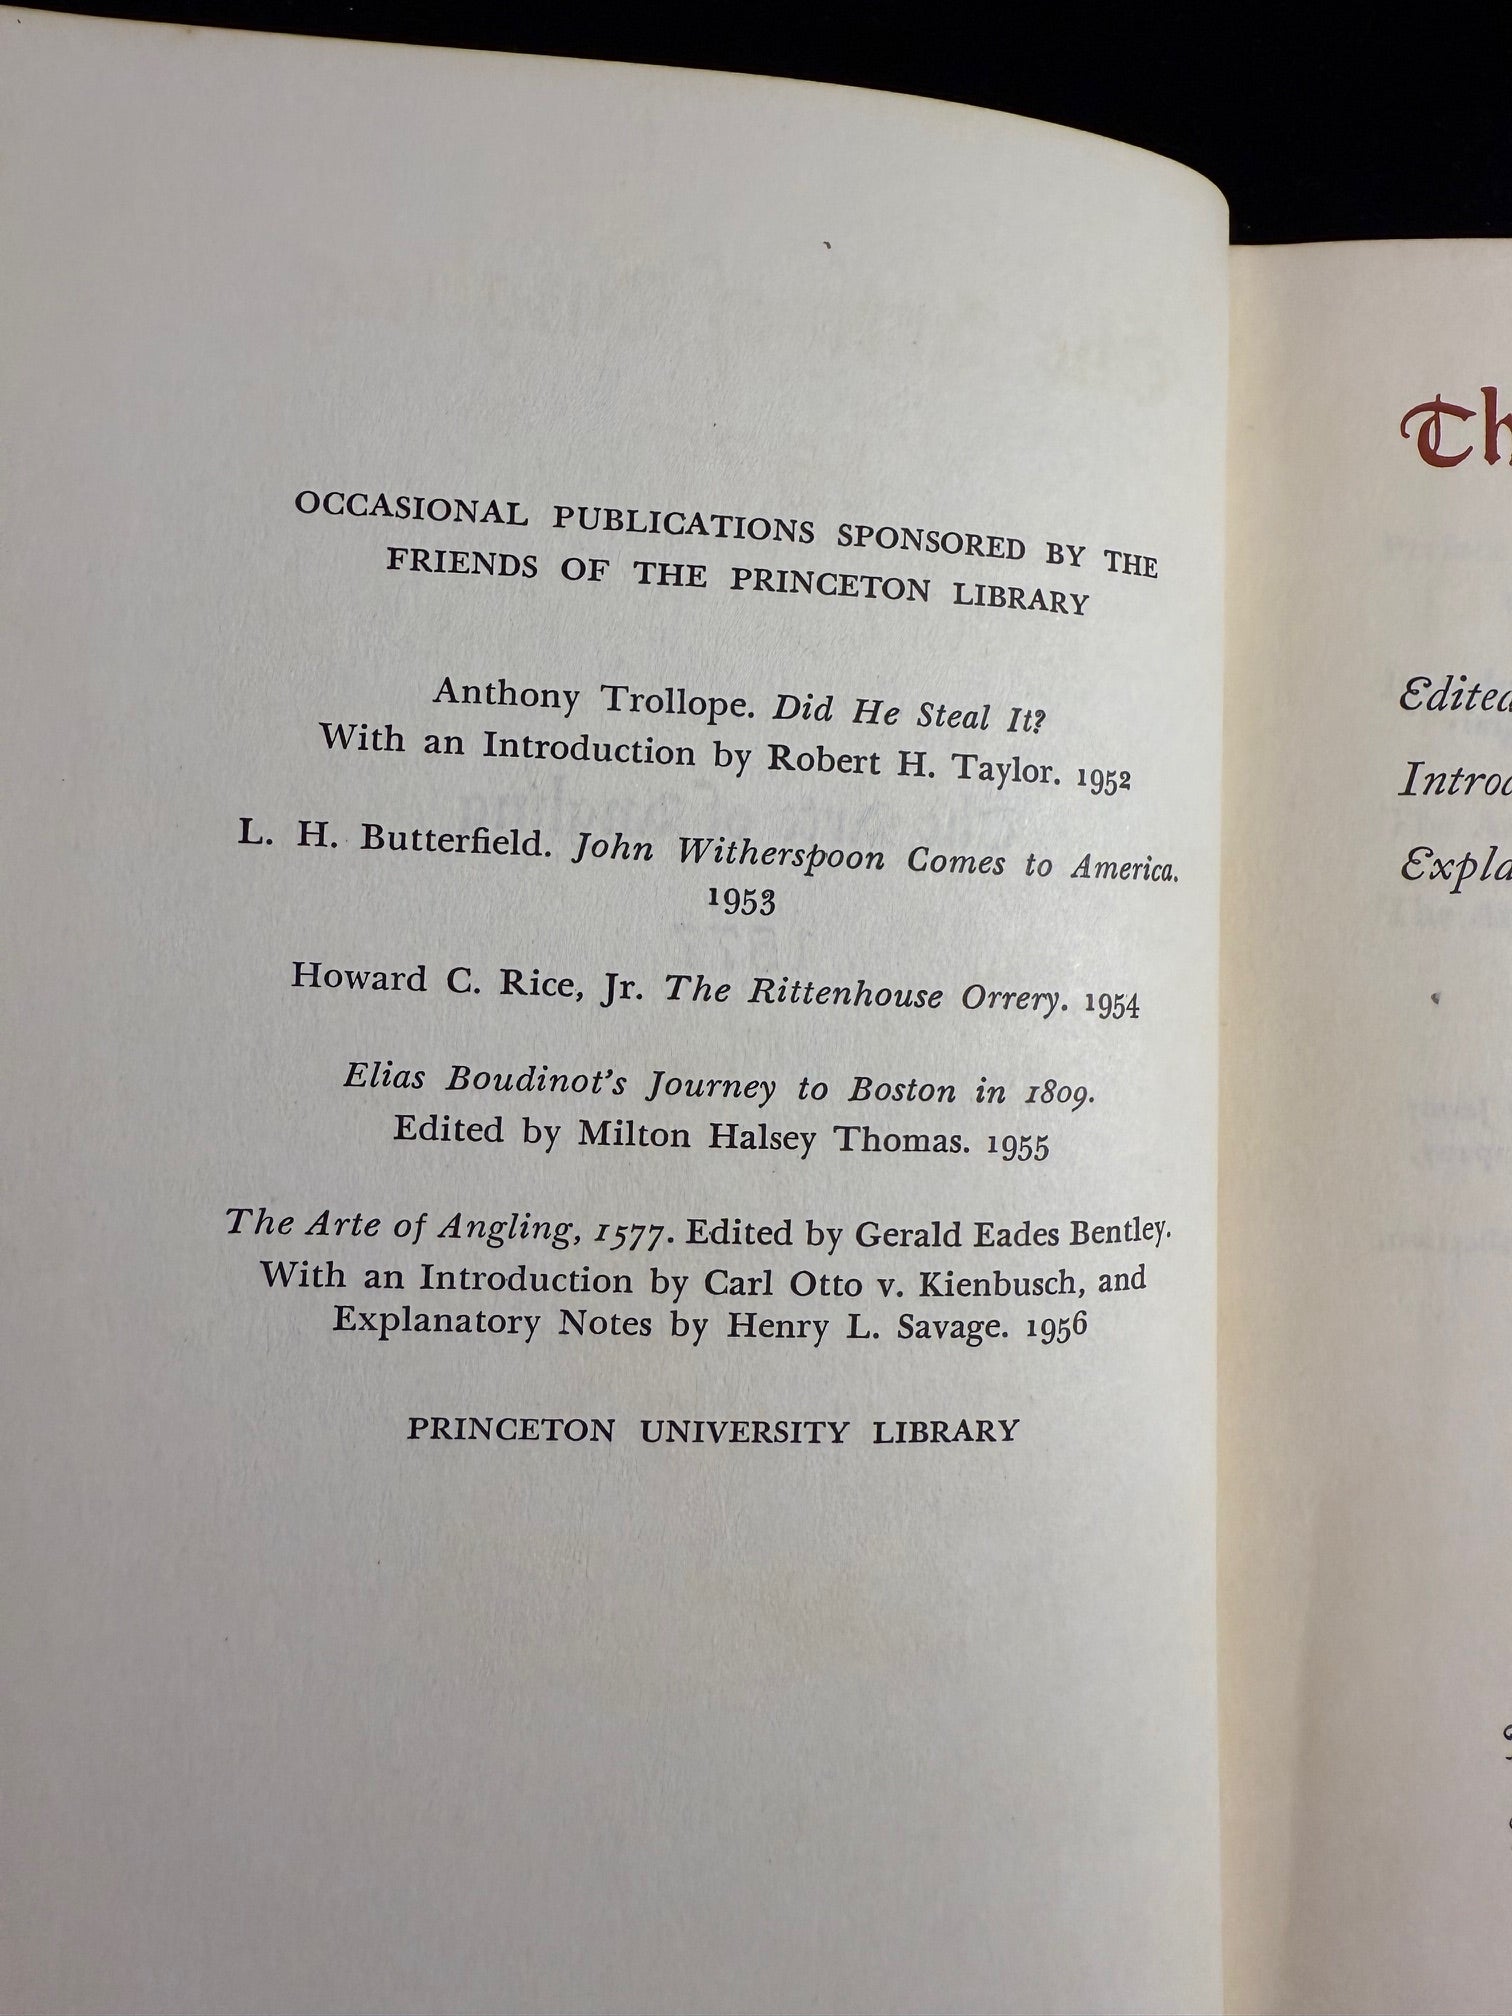 OCCASIONAL PUBLICATIONS SPONSORED BY THE
FRIENDS OF THE PRINCETON LIBRARY
Anthony Trollope. Did He Steal It?
With an Introduction by Robert H. Taylor. 1952
L. H. Butterfield. John Witherspoon Comes to America.
1953
Howard C. Rice, Jr. The Rittenhouse Orrery. 1954
Elias Boudinot's Journey to Boston in 1809.
Edited by Milton Halsey Thomas. 1955
The Arte of Angling, 1577. Edited by Gerald Eades Bentley.
With an Introduction by Carl Otto v. Kienbusch, and
Explanatory Notes by Henry L. Savage. 1956
PRINCETON UNIVERSITY LIBRARY
Th
Edited
Introd
Expla